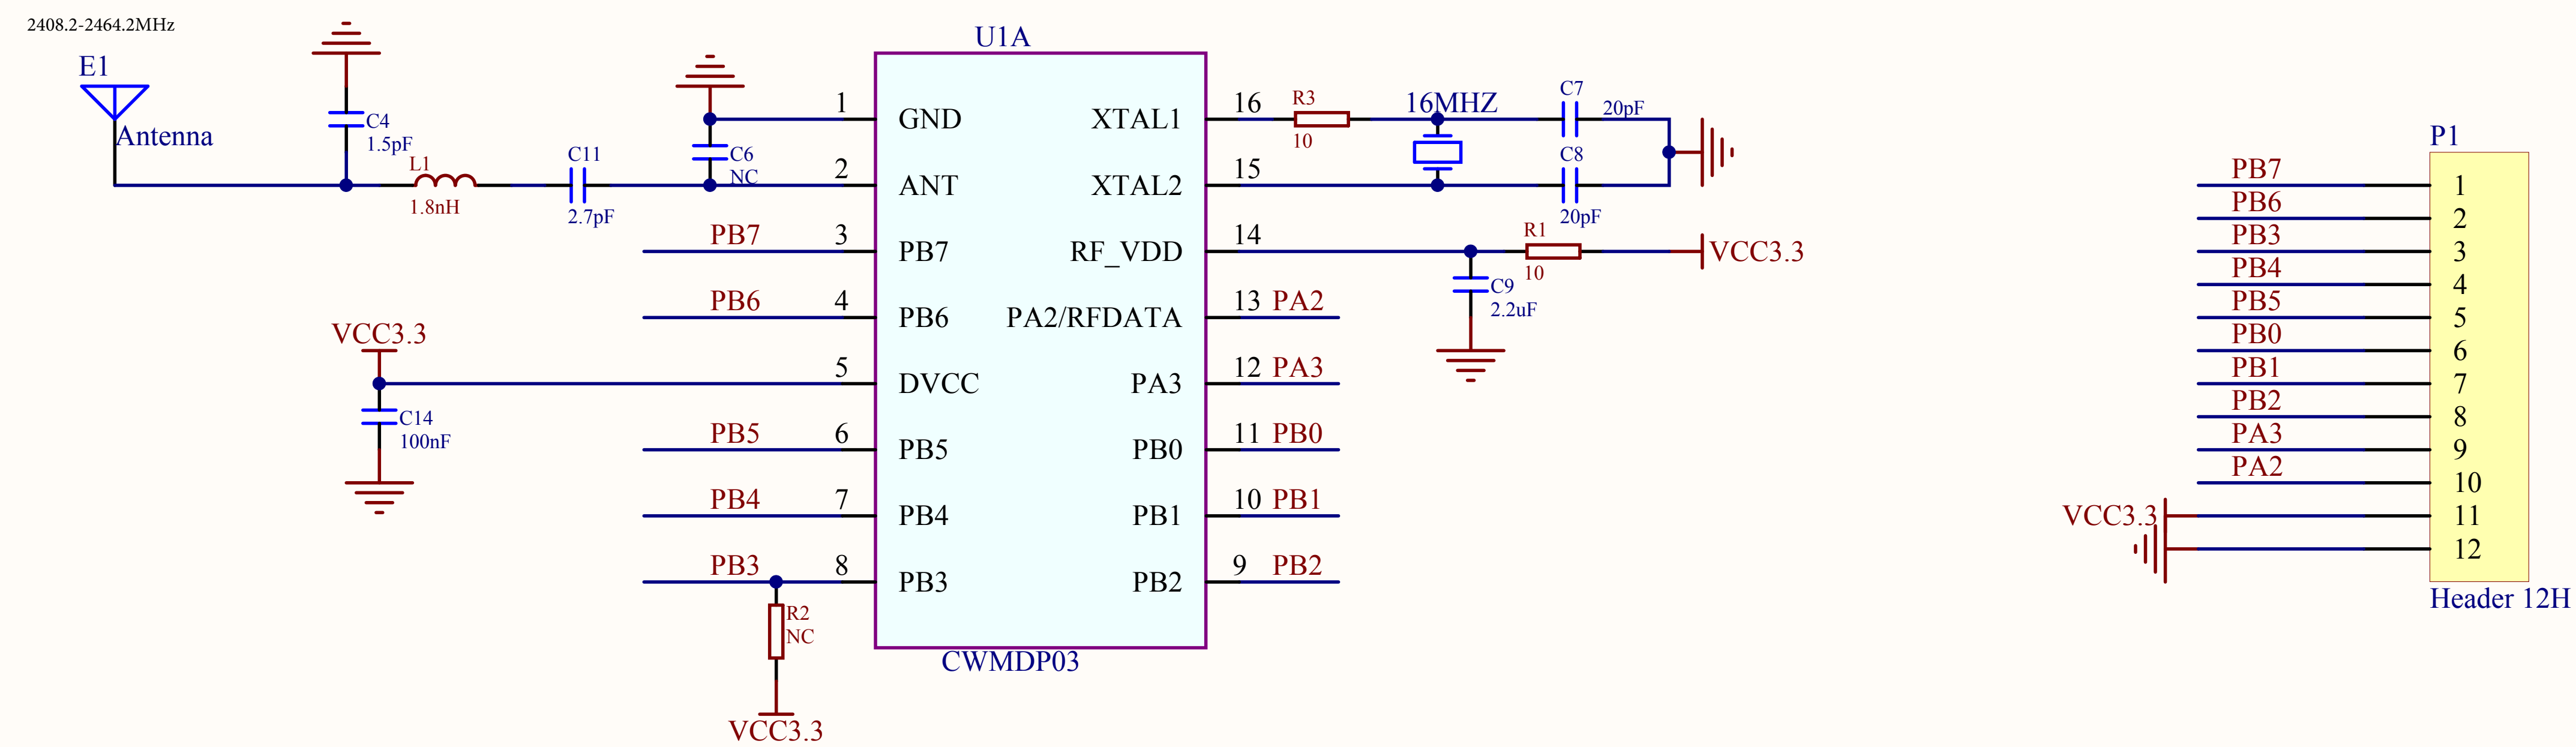 2408.2-2464.2MHz
E1
Antenna
C4
1.5pF
L1
1.8nH
C11
2.7pF
C6
NC
U1A
1
GND
2
ANT
PB7
3
PB7
PB6
4
PB6
VCC3.3
5
DVCC
C14
100nF
PB5
6
PB5
PB4
7
PB4
PB3
8
PB3
R2
NC
VCC3.3
CWMDP03
XTAL1
16
R3
10
16MHZ
C7
20pF
XTAL2
15
C8
20pF
RF_VDD
14
R1
10
VCC3.3
C9
2.2uF
PA2/RFDATA
13
PA2
PA3
12
PA3
PB0
11
PB0
PB1
10
PB1
PB2
9
PB2
P1
PB7
1
PB6
2
PB3
3
PB4
4
PB5
5
PB0
6
PB1
7
PB2
8
PA3
9
PA2
10
VCC3.3
11
12
Header 12H